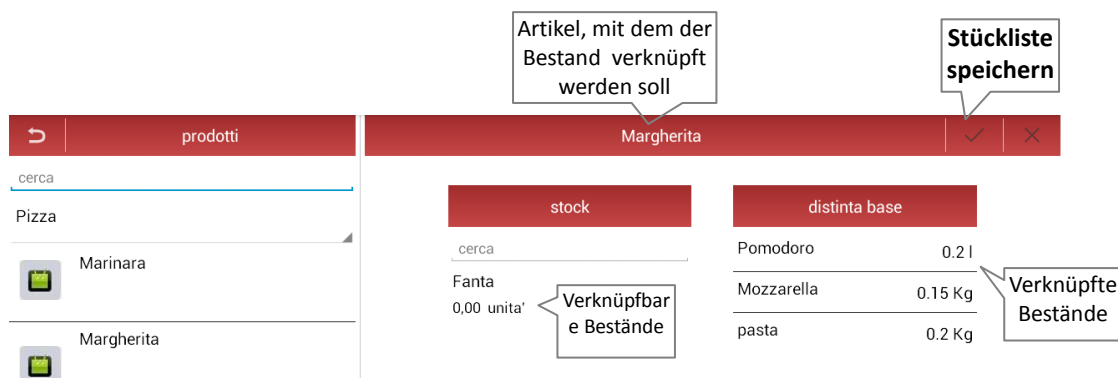 Artikel, mit dem der
Bestand verknüpft
werden soll
Stückliste
speichern
prodotti
Margherita
cerca
Pizza
Marinara
Margherita
stock
cerca
Fanta
0,00 unita'
Verknüpfbar
e Bestände
distinta base
Pomodoro 0.2 l
Mozzarella 0.15 Kg
pasta 0.2 Kg
Verknüpfte
Bestände